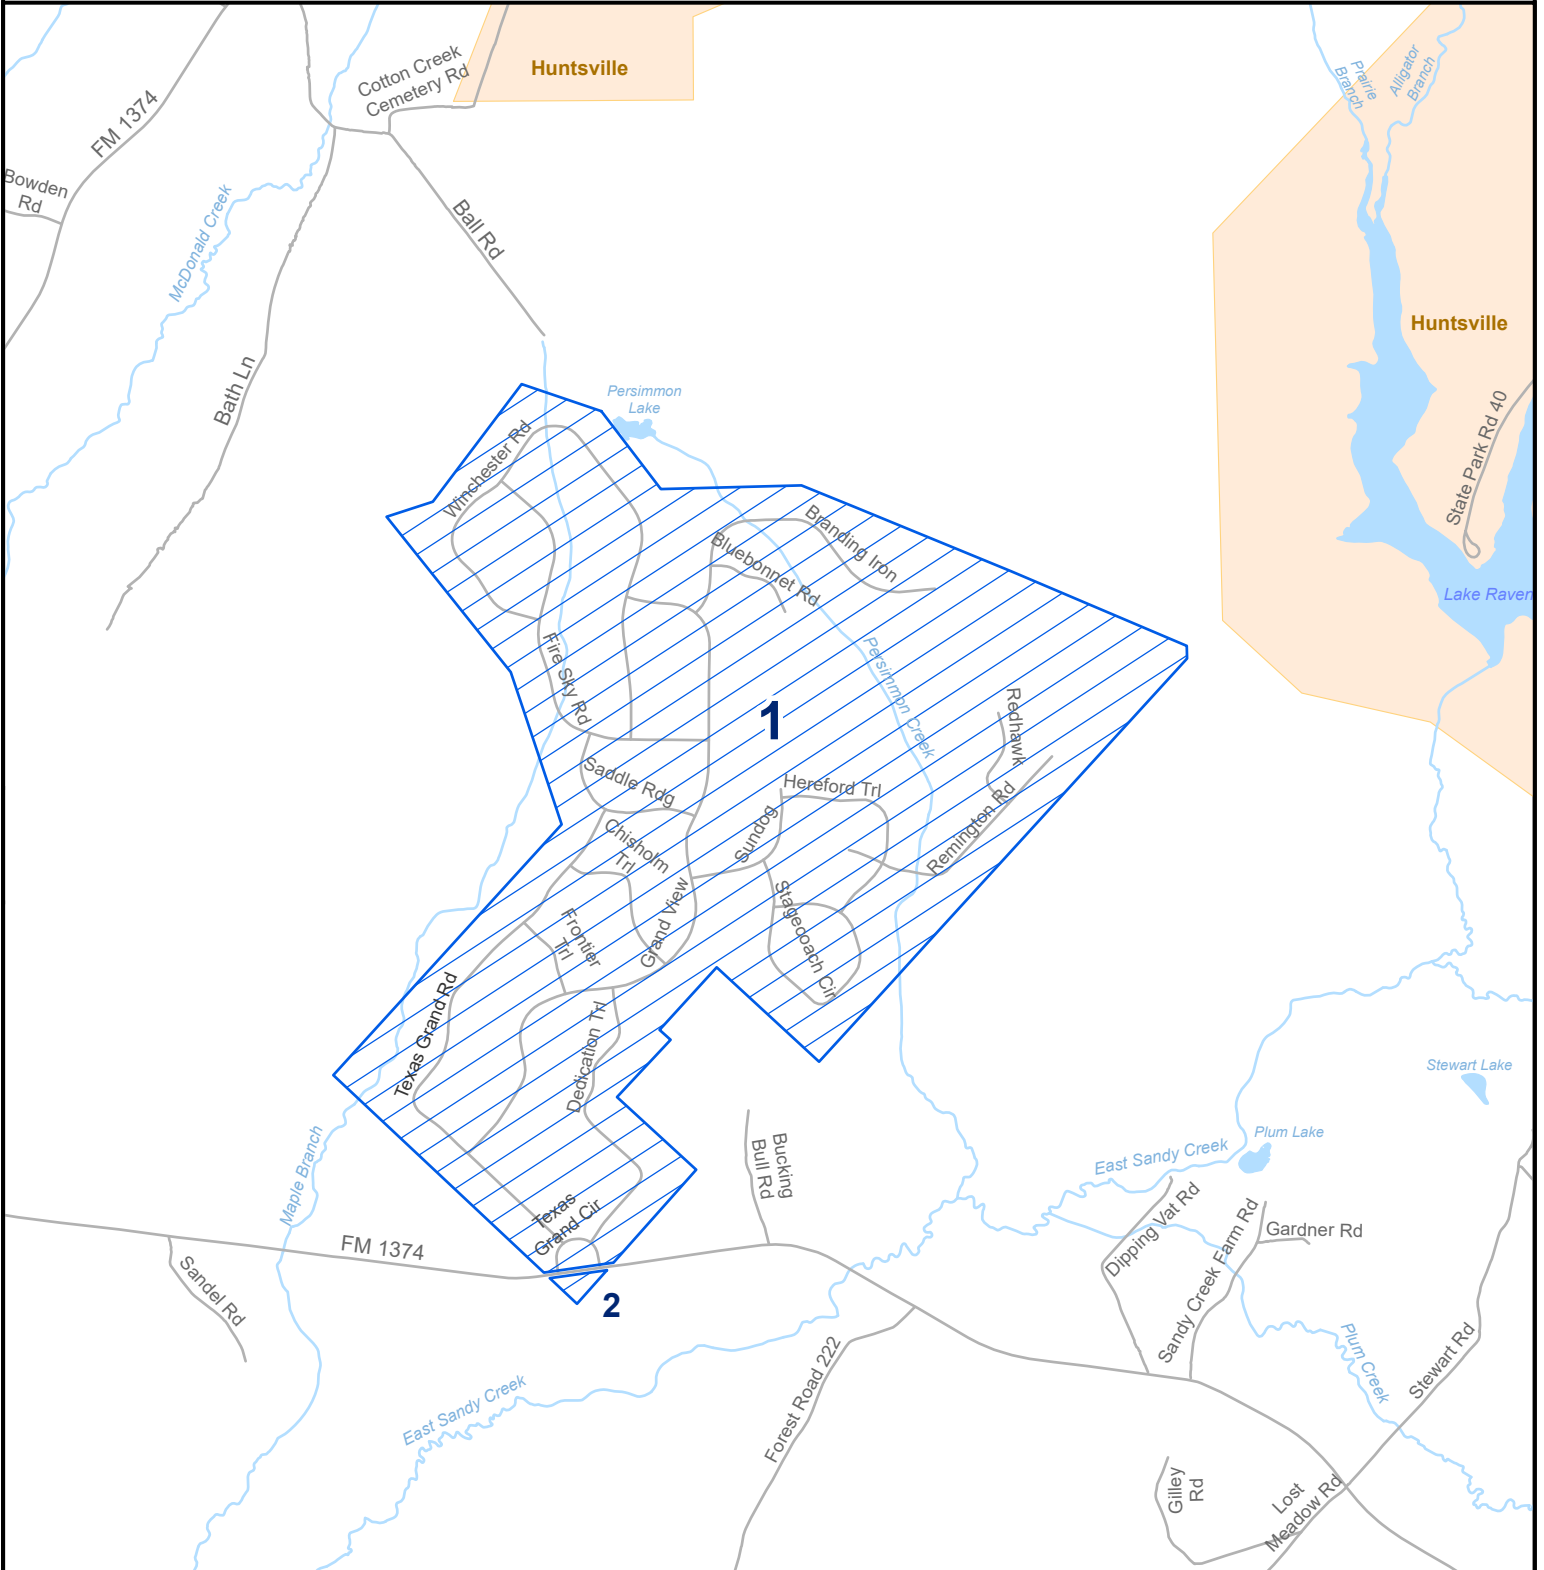 Huntsville
Cotton Creek
Cemetery Rd
Prairie
Branch
Alligator
Branch
FM 1374
Bowden
Rd
McDonald Creek
Ball Rd
Huntsville
Bath Ln
Persimmon
Lake
State Park Rd 40
Winchester Rd
Branding Iron
Bluebonnet Rd
Lake Raven
Fire Sky Rd
Persimmon Creek
1
Redhawk
Saddle Rdg
Hereford Trl
Sundog
Remington Rd
Chisholm
Trl
Grand View
Stagecoach Cir
Frontier
Trl
Texas Grand Rd
Dedication Trl
Stewart Lake
Maple Branch
Bucking
Bull Rd
East Sandy Creek
Plum Lake
Texas
Grand Cir
Dipping Vat Rd
Sandy Creek Farm Rd
Gardner Rd
FM 1374
Sandel Rd
2
Forest Road 222
Plum Creek
Stewart Rd
East Sandy Creek
Gilley
Rd
Lost
Meadow Rd